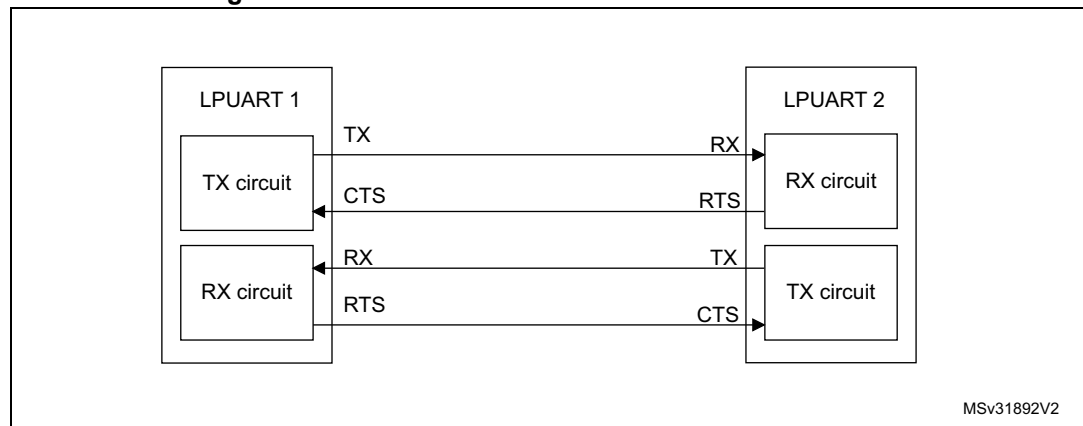 LPUART 1 LPUART 2
TX RX
TX circuit RX circuit
CTS RTS
RX TX
RX circuit TX circuit
RTS CTS
MSv31892V2